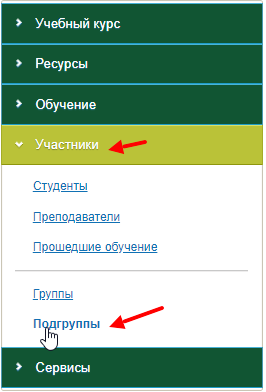 Учебный курс
Ресурсы
Обучение
Участники
Студенты
Преподаватели
Прошедшие обучение
Группы
Подгруппы
Сервисы